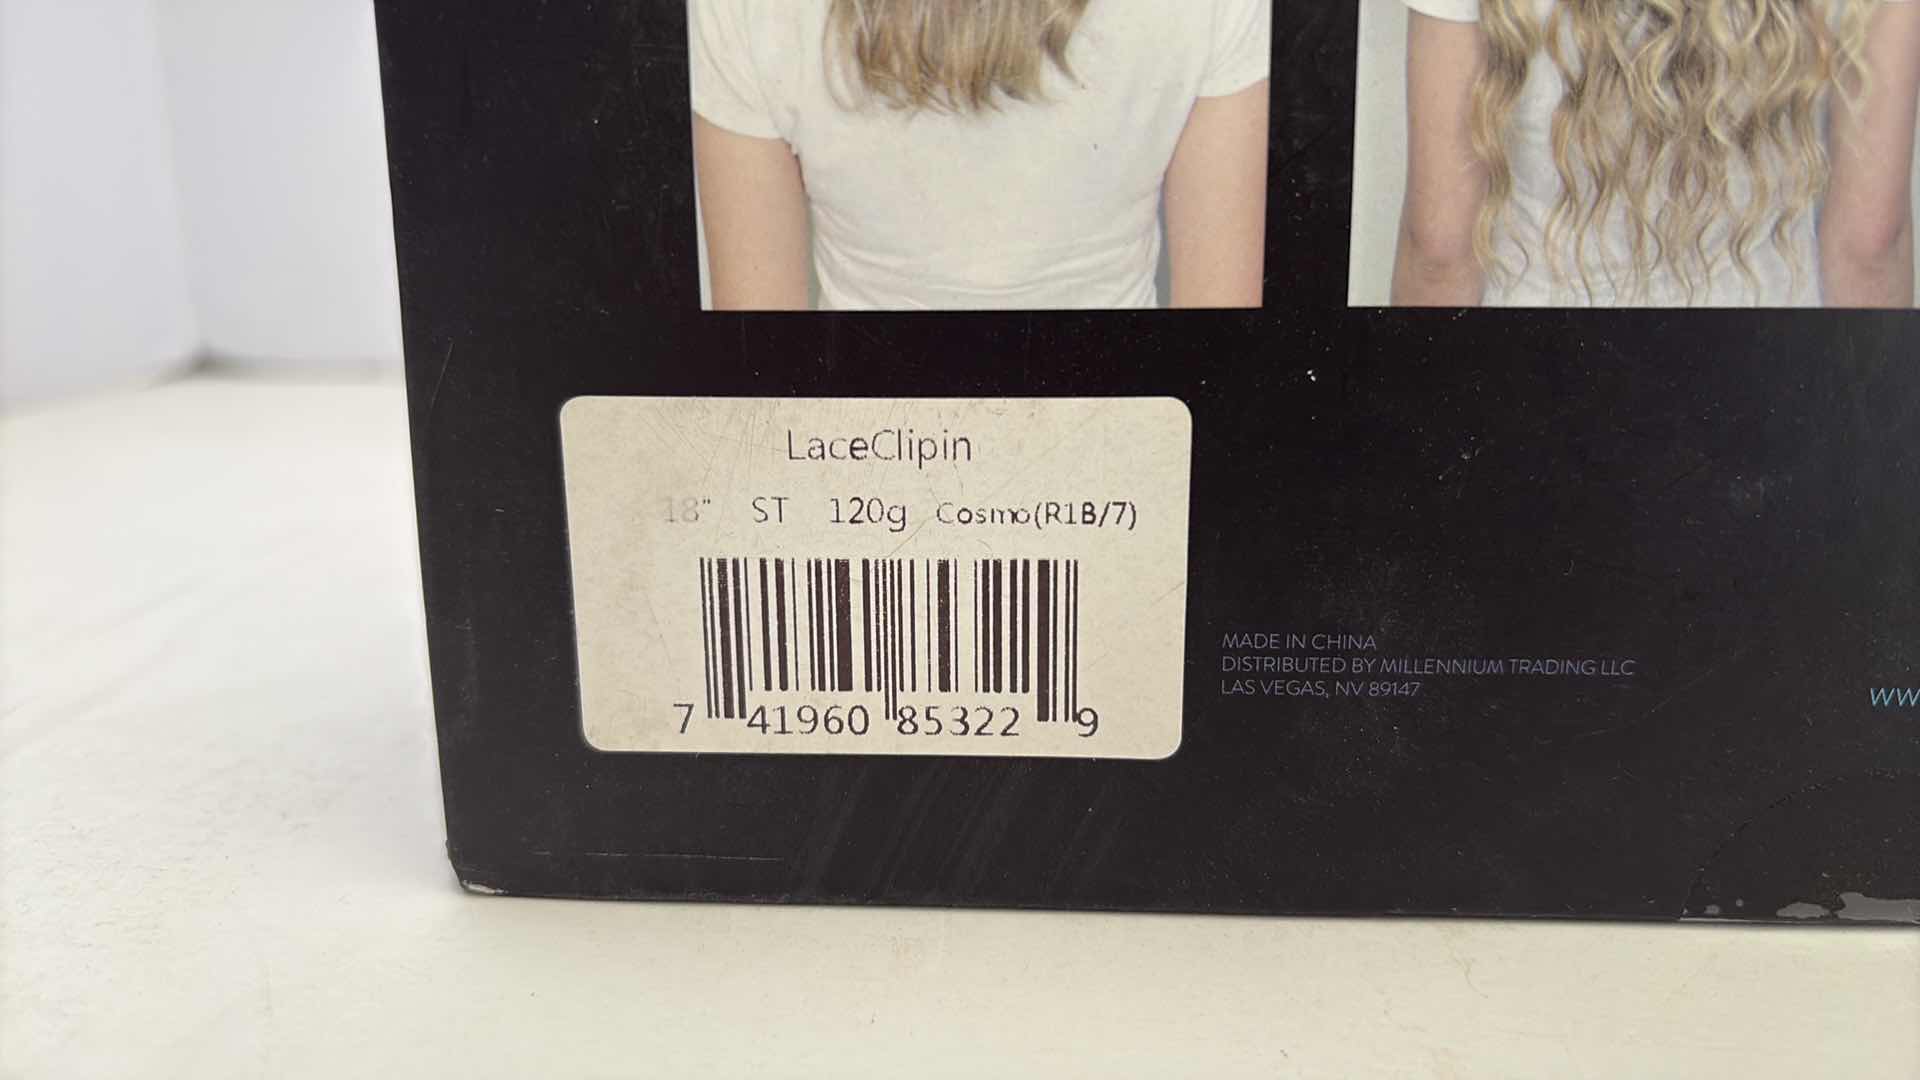 LaceClipin
18" ST 120g Cosmo(R1B/7)
7 41960 85322 9
MADE IN CHINA
DISTRIBUTED BY MILLENNIUM TRADING LLC
LAS VEGAS, NV 89147
ww